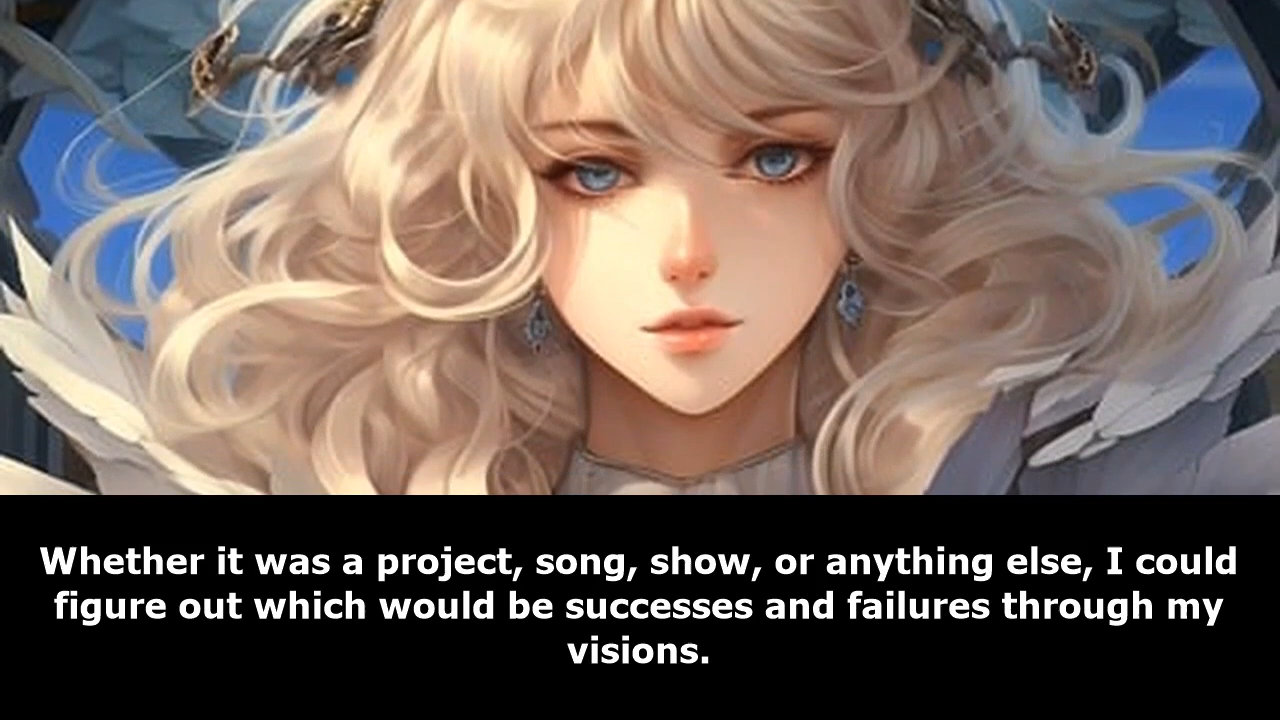 Whether it was a project, song, show, or anything else, I could
figure out which would be successes and failures through my
visions.